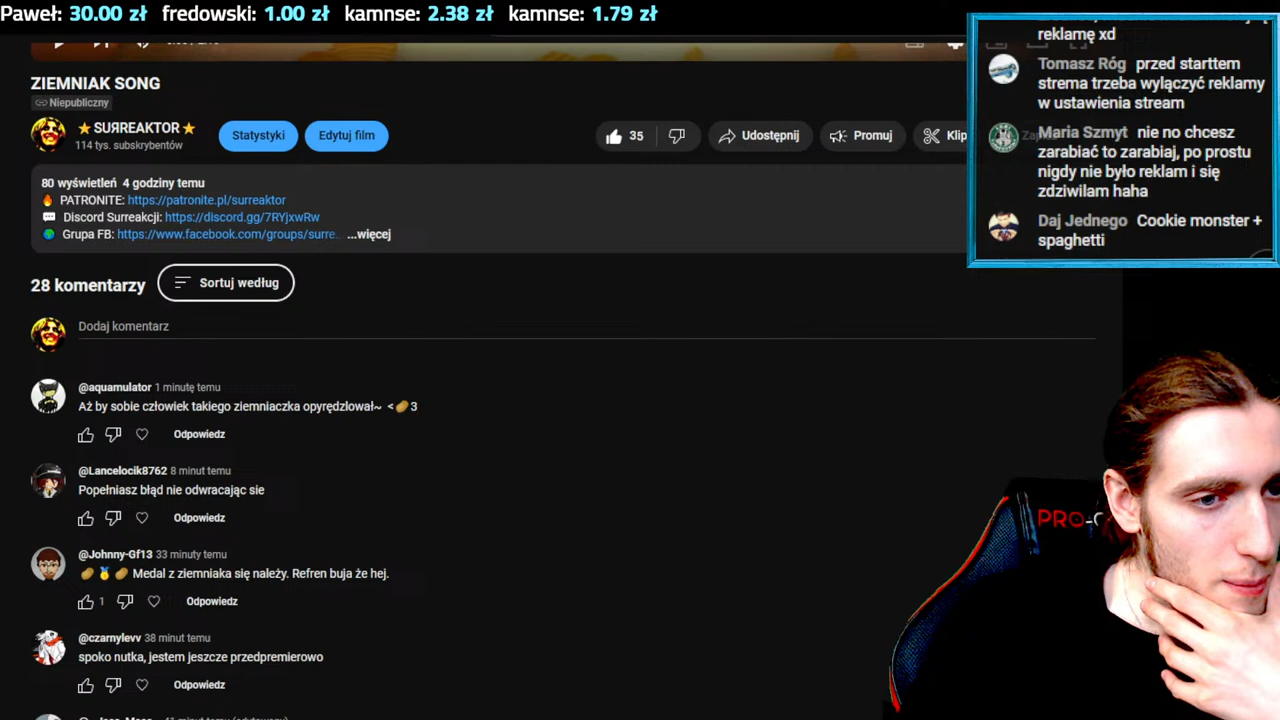 Paweł: 30.00 zł fredowski: 1.00 zł kamnse: 2.38 zł kamnse: 1.79 zł
reklamę xd
Tomasz Róg przed starttem
strema trzeba wyłączyć reklamy
w ustawienia stream
Maria Szmyt nie no chcesz
zarabiać to zarabiaj, po prostu
nigdy nie było reklam i się
zdziwilam haha
Daj Jednego Cookie monster +
spaghetti
ZIEMNIAK SONG
Niepubliczny
SUЯREAKTOR
114 tys. subskrybentów
Statystyki
Edytuj film
35
Udostępnij
Promuj
Klip
80 wyświetleń 4 godziny temu
🔥 PATRONITE: https://patronite.pl/surreaktor
💬 Discord Surreakcji: https://discord.gg/7RYjxwRw
🌍 Grupa FB: https://www.facebook.com/groups/surre... ...więcej
28 komentarzy
Sortuj według
Dodaj komentarz
@aquamulator 1 minutę temu
Aż by sobie człowiek takiego ziemniaczka opyrędzlował~ <🥔3
Odpowiedz
@Lancelocik8762 8 minut temu
Popełniasz błąd nie odwracając sie
Odpowiedz
@Johnny-Gf13 33 minuty temu
🥔 🏅 🥔 Medal z ziemniaka się należy. Refren buja że hej.
1
Odpowiedz
@czarnylevv 38 minut temu
spoko nutka, jestem jeszcze przedpremierowo
Odpowiedz
PRO-G